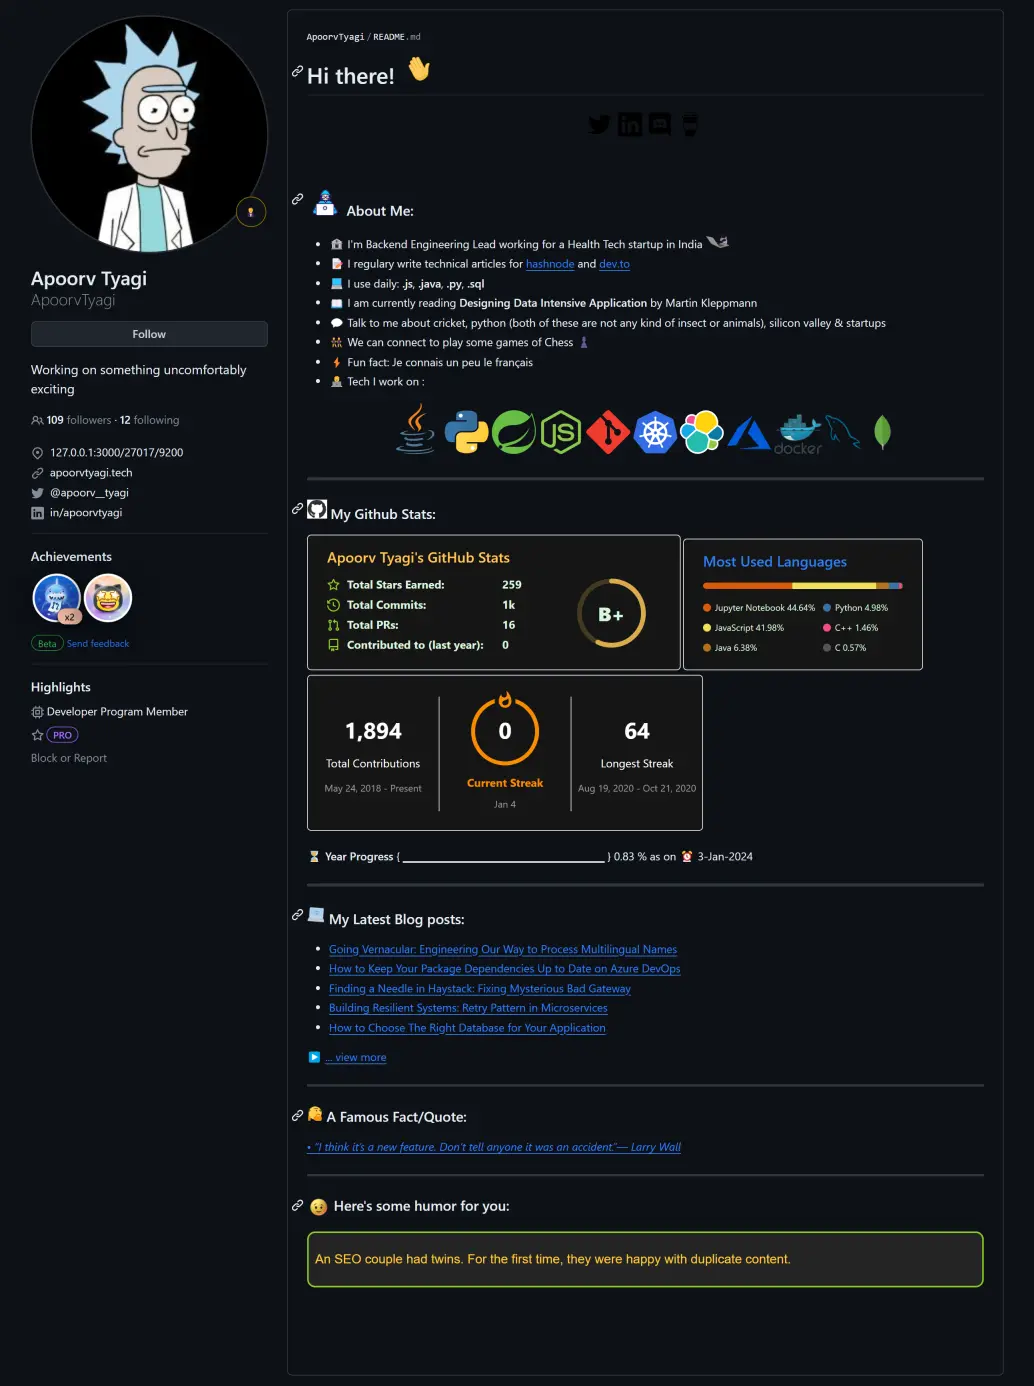 Apoorv Tyagi
ApoorvTyagi
Follow
Working on something uncomfortably
exciting
109 followers · 12 following
127.0.0.1:3000/27017/9200
apoorvtyagi.tech
@apoorv__tyagi
in/apoorvtyagi
Achievements
x2
Beta Send feedback
Highlights
Developer Program Member
PRO
Block or Report
ApoorvTyagi/README.md
Hi there! 👋
About Me:
• I'm Backend Engineering Lead working for a Health Tech startup in India
• I regulary write technical articles for hashnode and dev.to
• I use daily: .js, .java, .py, .sql
• I am currently reading Designing Data Intensive Application by Martin Kleppmann
• Talk to me about cricket, python (both of these are not any kind of insect or animals), silicon valley & startups
• We can connect to play some games of Chess
• Fun fact: Je connais un peu le français
• Tech I work on :
JS
docker
My Github Stats:
Apoorv Tyagi's GitHub Stats
Total Stars Earned: 259
Total Commits: 1k
Total PRs: 16
Contributed to (last year): 0
B+
Most Used Languages
Jupyter Notebook 44.64% Python 4.98%
JavaScript 41.98% C++ 1.46%
Java 6.38% C 0.57%
1,894
Total Contributions
May 24, 2018 - Present
0
Current Streak
Jan 4
64
Longest Streak
Aug 19, 2020 - Oct 21, 2020
⏳ Year Progress { ______________________________ } 0.83 % as on ⏰ 3-Jan-2024
My Latest Blog posts:
• Going Vernacular: Engineering Our Way to Process Multilingual Names
• How to Keep Your Package Dependencies Up to Date on Azure DevOps
• Finding a Needle in Haystack: Fixing Mysterious Bad Gateway
• Building Resilient Systems: Retry Pattern in Microservices
• How to Choose The Right Database for Your Application
▶ ... view more
A Famous Fact/Quote:
• “I think it’s a new feature. Don’t tell anyone it was an accident.”— Larry Wall
Here's some humor for you:
An SEO couple had twins. For the first time, they were happy with duplicate content.